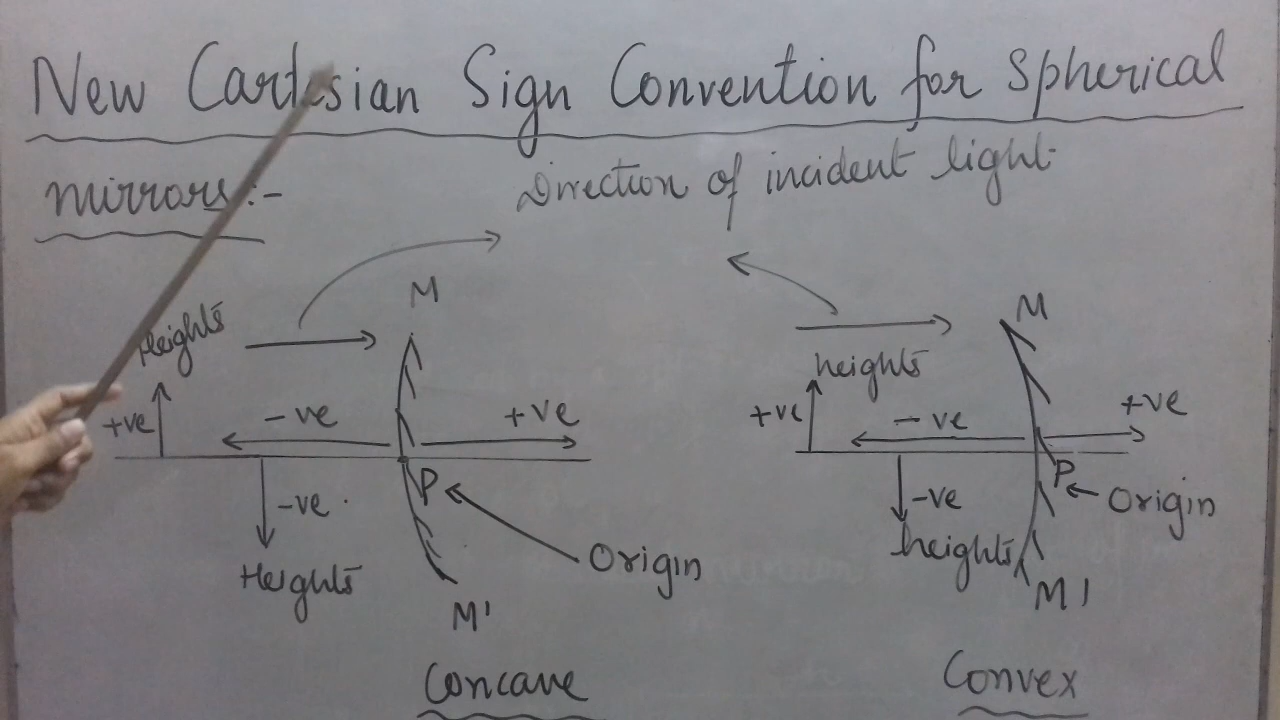 New Cartesian Sign Convention for Spherical
mirrors:-
Direction of incident light.
M
M
Heights
heights
+ve
-ve
+ve
+ve
-ve
+ve
P
P
-ve
-ve
Origin
Origin
Heights
heights
M'
M'
Concave
Convex